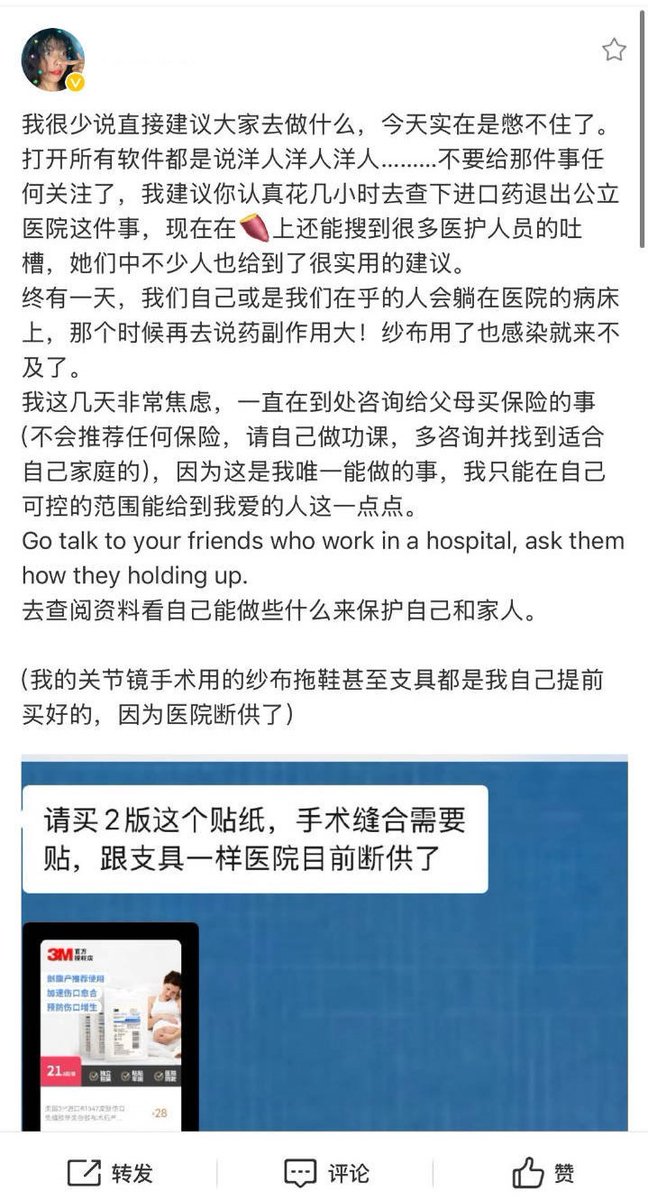 我很少说直接建议大家去做什么，今天实在是憋不住了。
打开所有软件都是说洋人洋人洋人………不要给那件事任
何关注了，我建议你认真花几小时去查下进口药退出公立
医院这件事，现在在🍠上还能搜到很多医护人员的吐
槽，她们中不少人也给到了很实用的建议。
终有一天，我们自己或是我们在乎的人会躺在医院的病床
上，那个时候再去说药副作用大！纱布用了也感染就来不
及了。
我这几天非常焦虑，一直在到处咨询给父母买保险的事
(不会推荐任何保险，请自己做功课，多咨询并找到适合
自己家庭的)，因为这是我唯一能做的事，我只能在自己
可控的范围能给到我爱的人这一点点。
Go talk to your friends who work in a hospital, ask them
how they holding up.
去查阅资料看自己能做些什么来保护自己和家人。
(我的关节镜手术用的纱布拖鞋甚至支具都是我自己提前
买好的，因为医院断供了)
请买2版这个贴纸，手术缝合需要
贴，跟支具一样医院目前断供了
3M 官方
授权店
剖腹产推荐使用
加速伤口愈合
预防伤口增生
21
28
转发
评论
赞